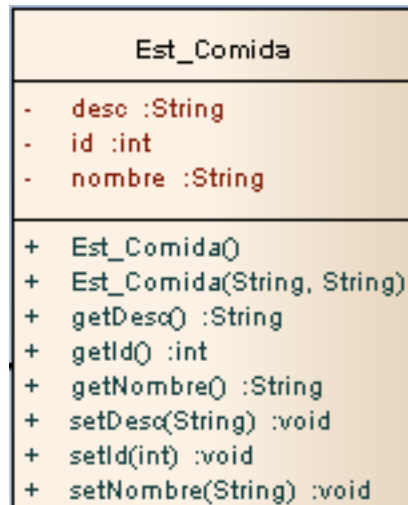 Est_Comida
- desc :String
- id :int
- nombre :String
+ Est_Comida()
+ Est_Comida(String, String)
+ getDesc() :String
+ getId() :int
+ getNombre() :String
+ setDesc(String) :void
+ setId(int) :void
+ setNombre(String) :void